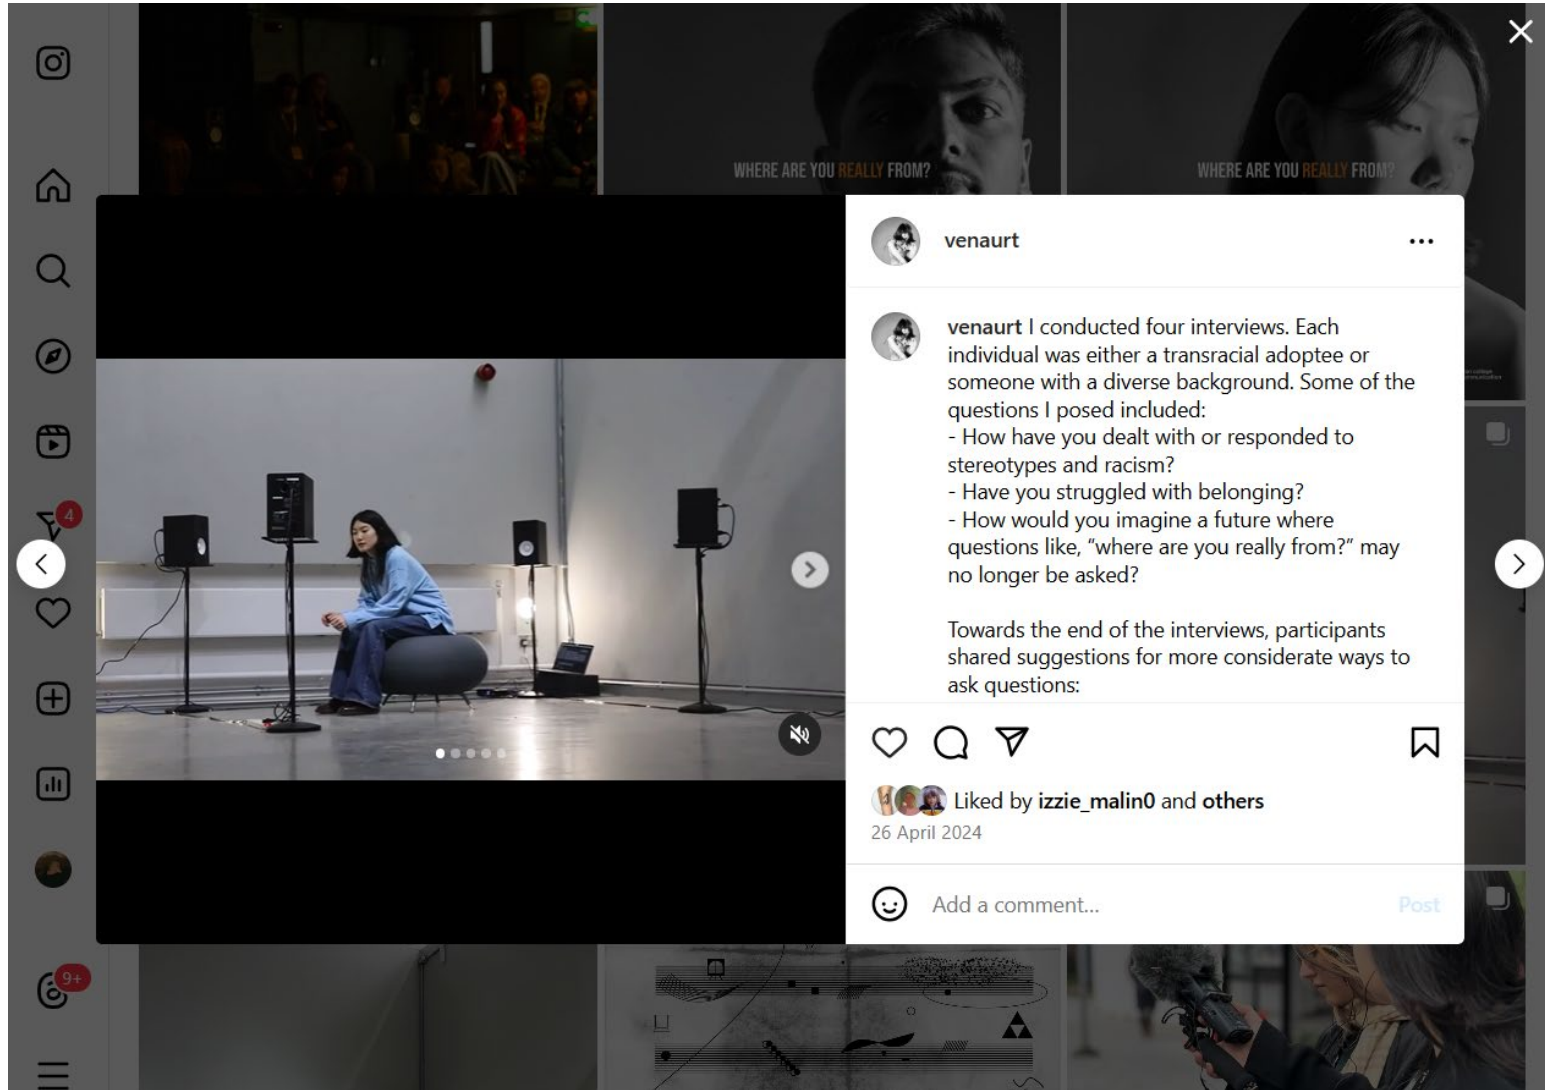 WHERE ARE YOU REALLY FROM?
WHERE ARE YOU REALLY FROM?
venaurt
venaurt I conducted four interviews. Each
individual was either a transracial adoptee or
someone with a diverse background. Some of the
questions I posed included:
- How have you dealt with or responded to
stereotypes and racism?
- Have you struggled with belonging?
- How would you imagine a future where
questions like, “where are you really from?” may
no longer be asked?
Towards the end of the interviews, participants
shared suggestions for more considerate ways to
ask questions:
4
Liked by izzie_malin0 and others
26 April 2024
Add a comment...
Post
9+